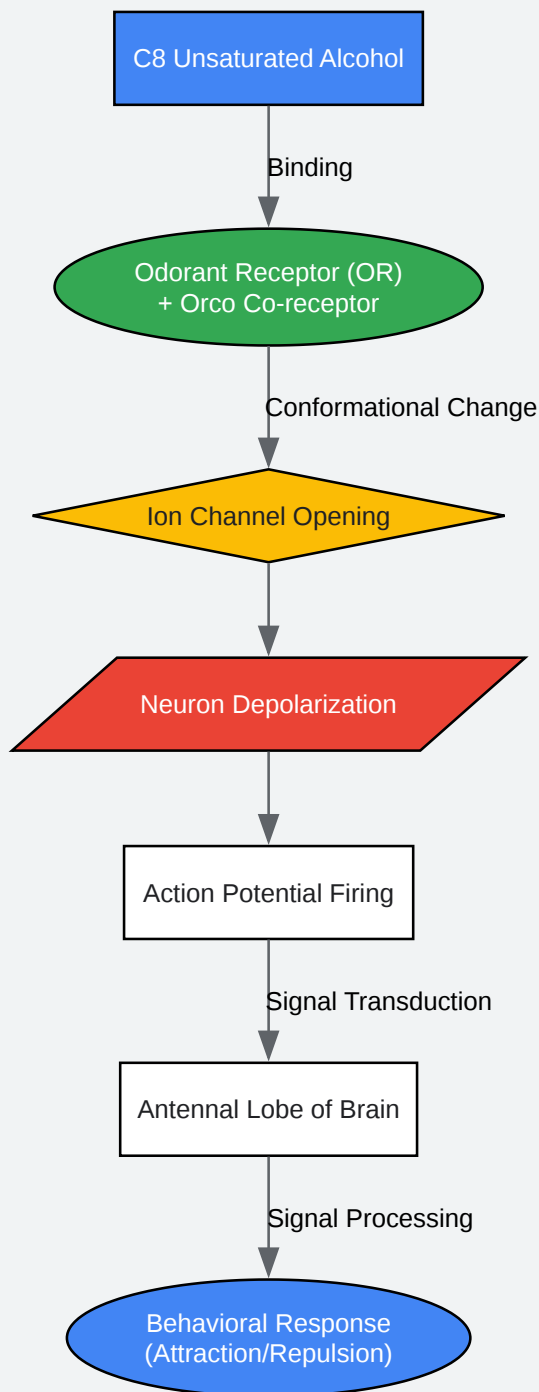 C8 Unsaturated Alcohol
Binding
Odorant Receptor (OR)
+ Orco Co-receptor
Conformational Change
Ion Channel Opening
Neuron Depolarization
Action Potential Firing
Signal Transduction
Antennal Lobe of Brain
Signal Processing
Behavioral Response
(Attraction/Repulsion)